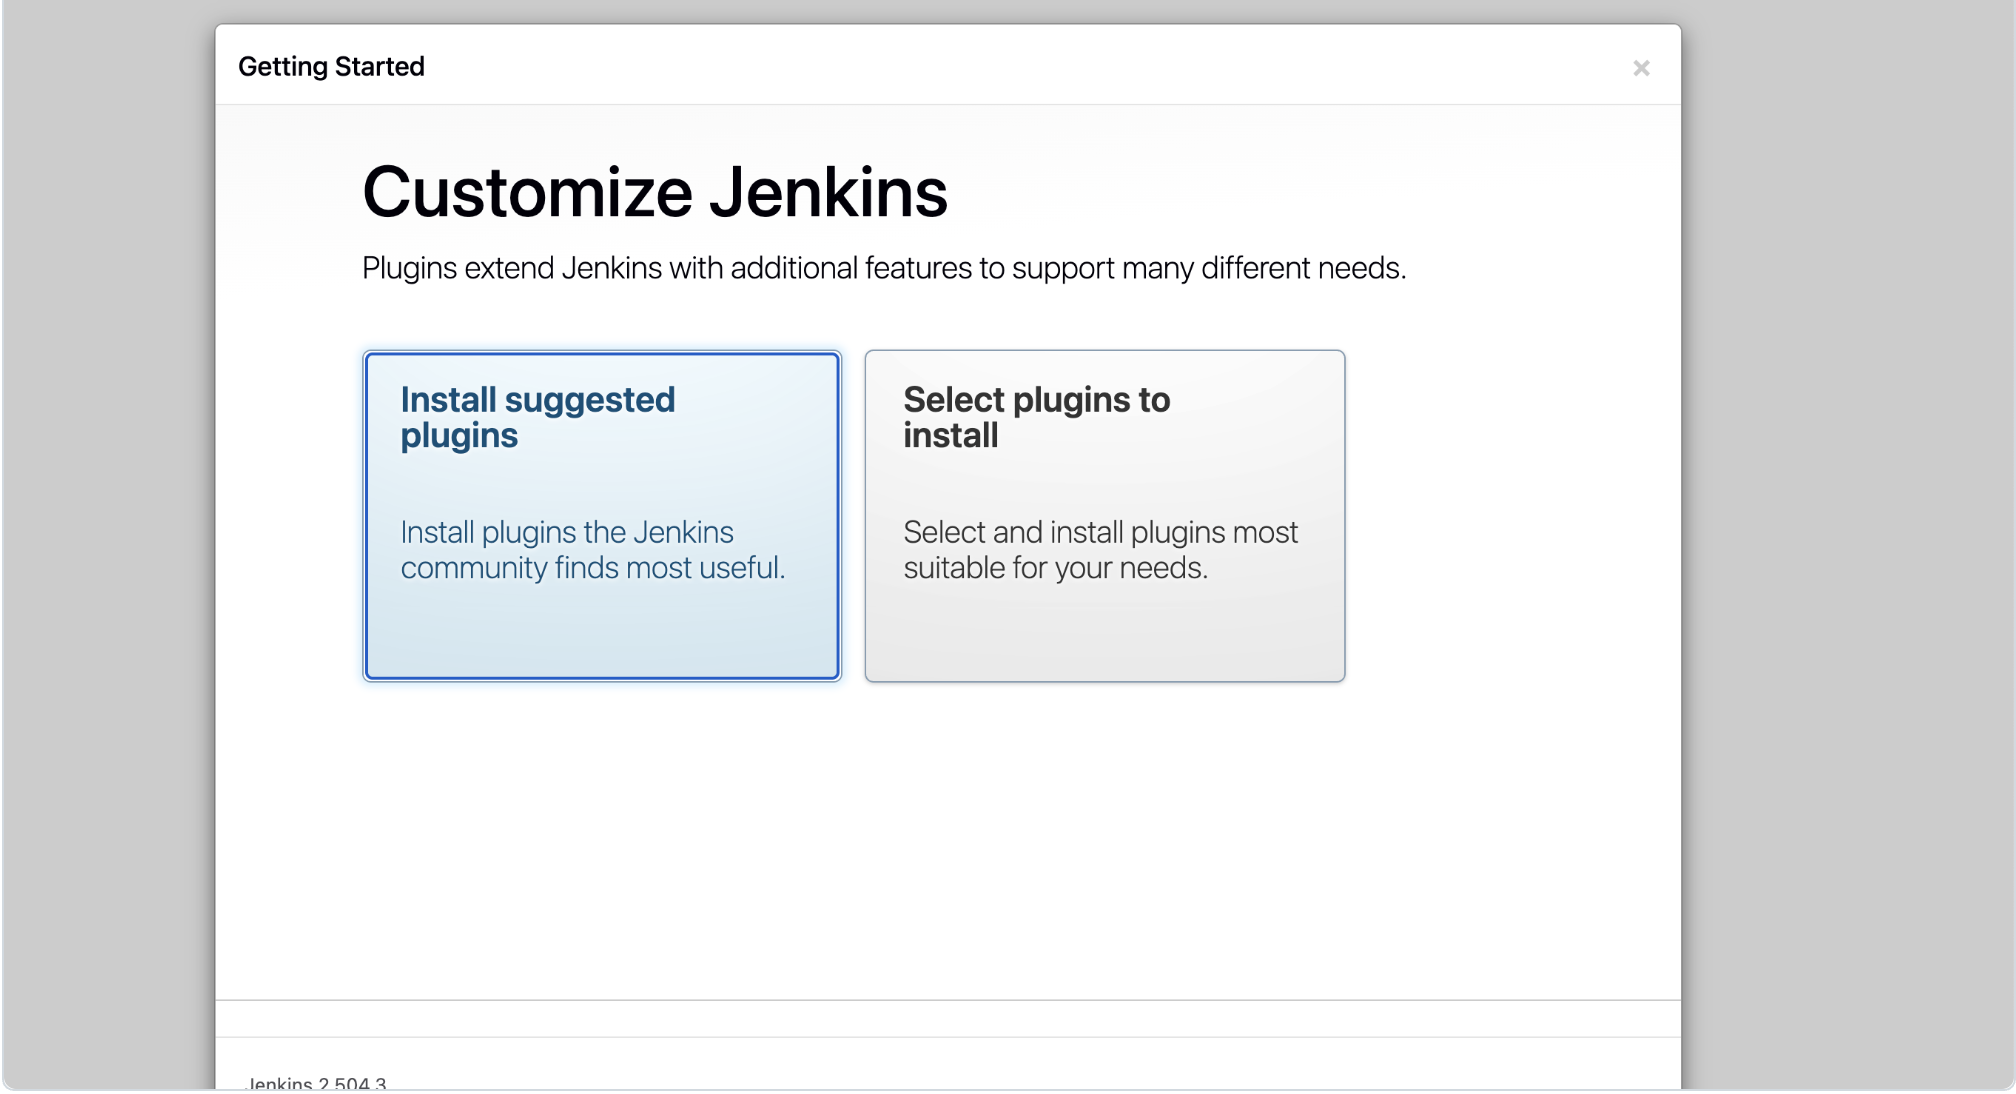 Getting Started
×
Customize Jenkins
Plugins extend Jenkins with additional features to support many different needs.
Install suggested
plugins
Install plugins the Jenkins
community finds most useful.
Select plugins to
install
Select and install plugins most
suitable for your needs.
Jenkins 2.504.3